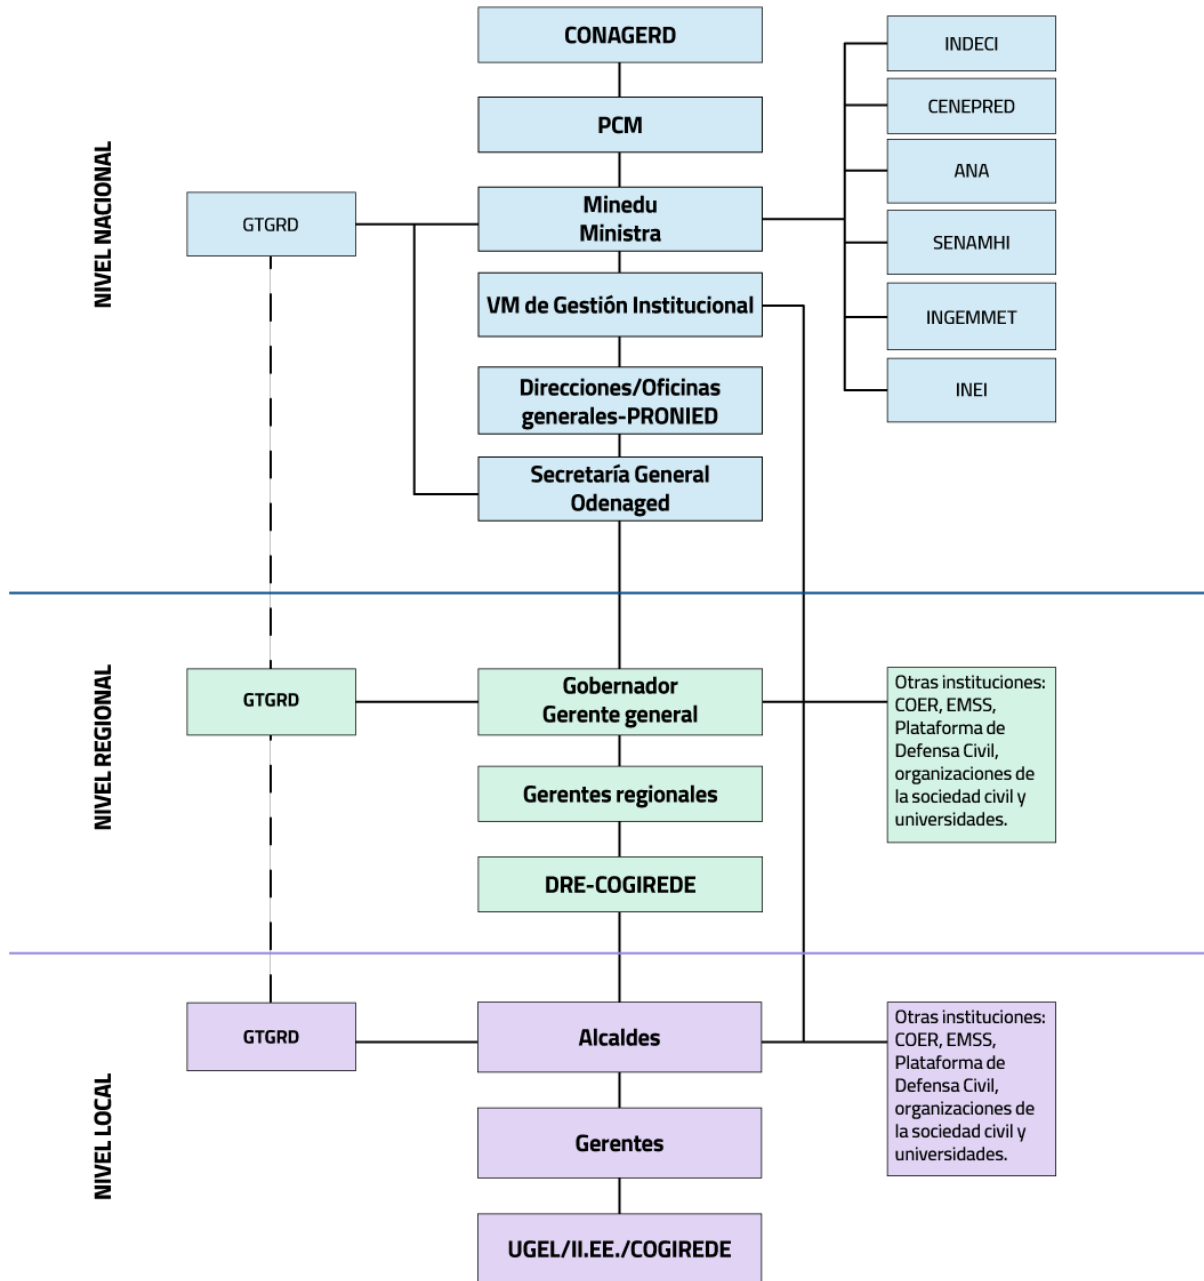 NIVEL NACIONAL
CONAGERD
PCM
GTGRD
Minedu
Ministra
VM de Gestión Institucional
Direcciones/Oficinas
generales-PRONIED
Secretaría General
Odenaged
INDECI
CENEPRED
ANA
SENAMHI
INGEMMET
INEI
NIVEL REGIONAL
GTGRD
Gobernador
Gerente general
Gerentes regionales
DRE-COGIREDE
Otras instituciones:
COER, EMSS,
Plataforma de
Defensa Civil,
organizaciones de
la sociedad civil y
universidades.
NIVEL LOCAL
GTGRD
Alcaldes
Gerentes
UGEL/II.EE./COGIREDE
Otras instituciones:
COER, EMSS,
Plataforma de
Defensa Civil,
organizaciones de
la sociedad civil y
universidades.